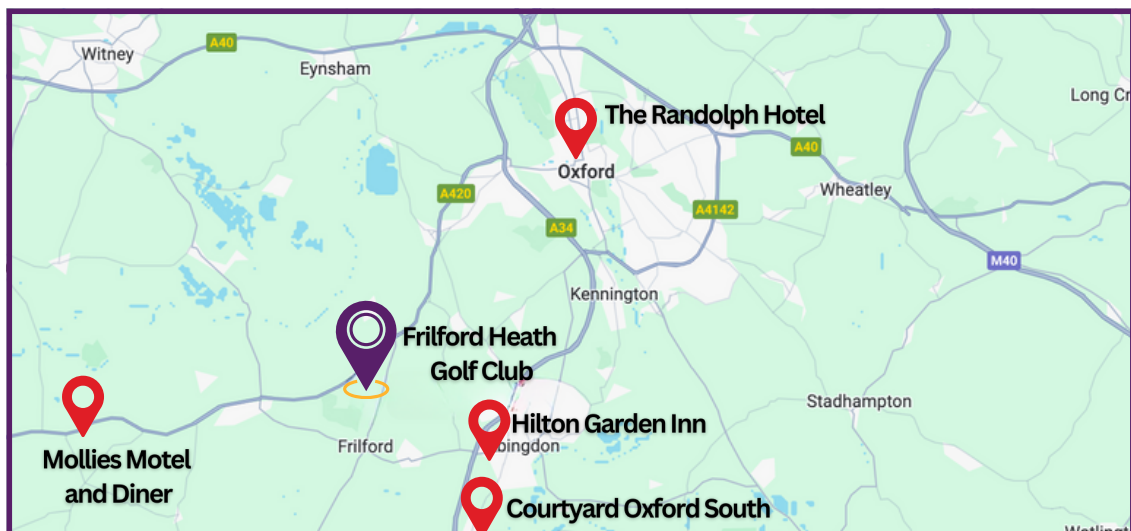 A40
Witney
Eynsham
Long Cr
The Randolph Hotel
A40
Oxford
Wheatley
A420
A4142
A34
M40
Kennington
Frilford Heath
Golf Club
Stadhampton
Hilton Garden Inn
Frilford
bingdon
Mollies Motel
and Diner
Courtyard Oxford South